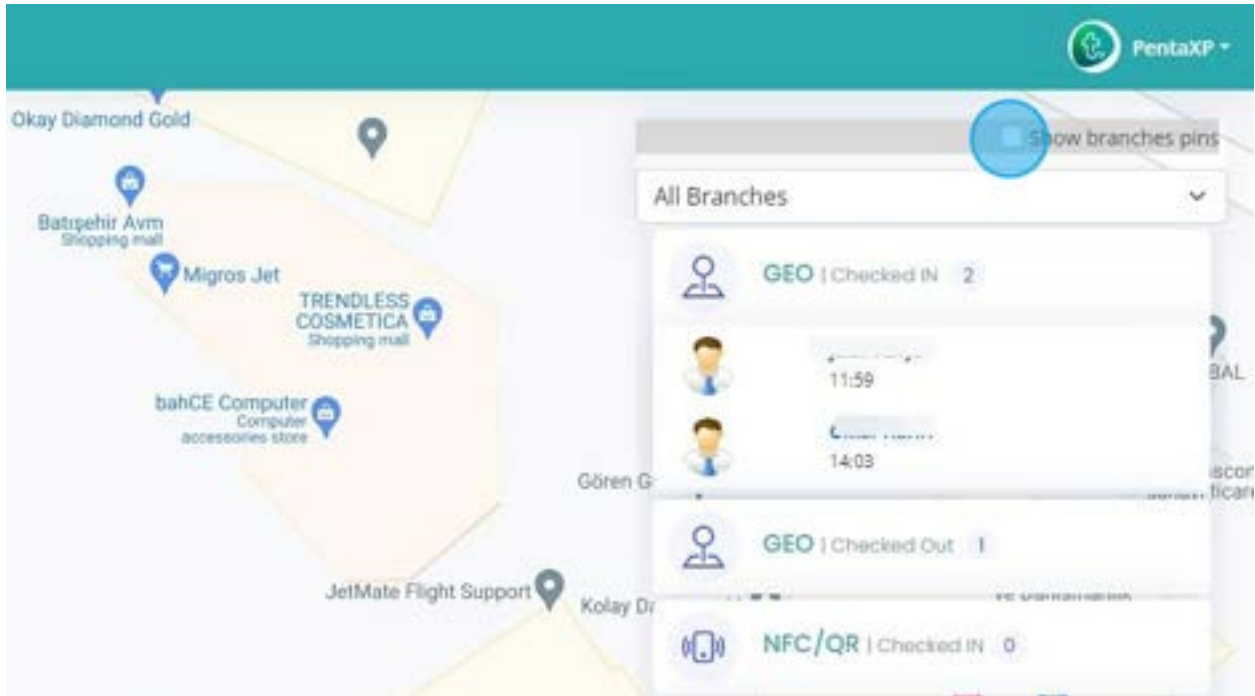 PentaXP
Okay Diamond Gold
Show branches pins
All Branches
Batışehir Avm
Shopping mall
Migros Jet
GEO | Checked IN 2
TRENDLESS
COSMETICA
Shopping mall
11:59
BAL
bahCE Computer
Computer
accessories store
14:03
Gören G
GEO | Checked Out 1
JetMate Flight Support
Kolay Da
NFC/QR | Checked IN 0